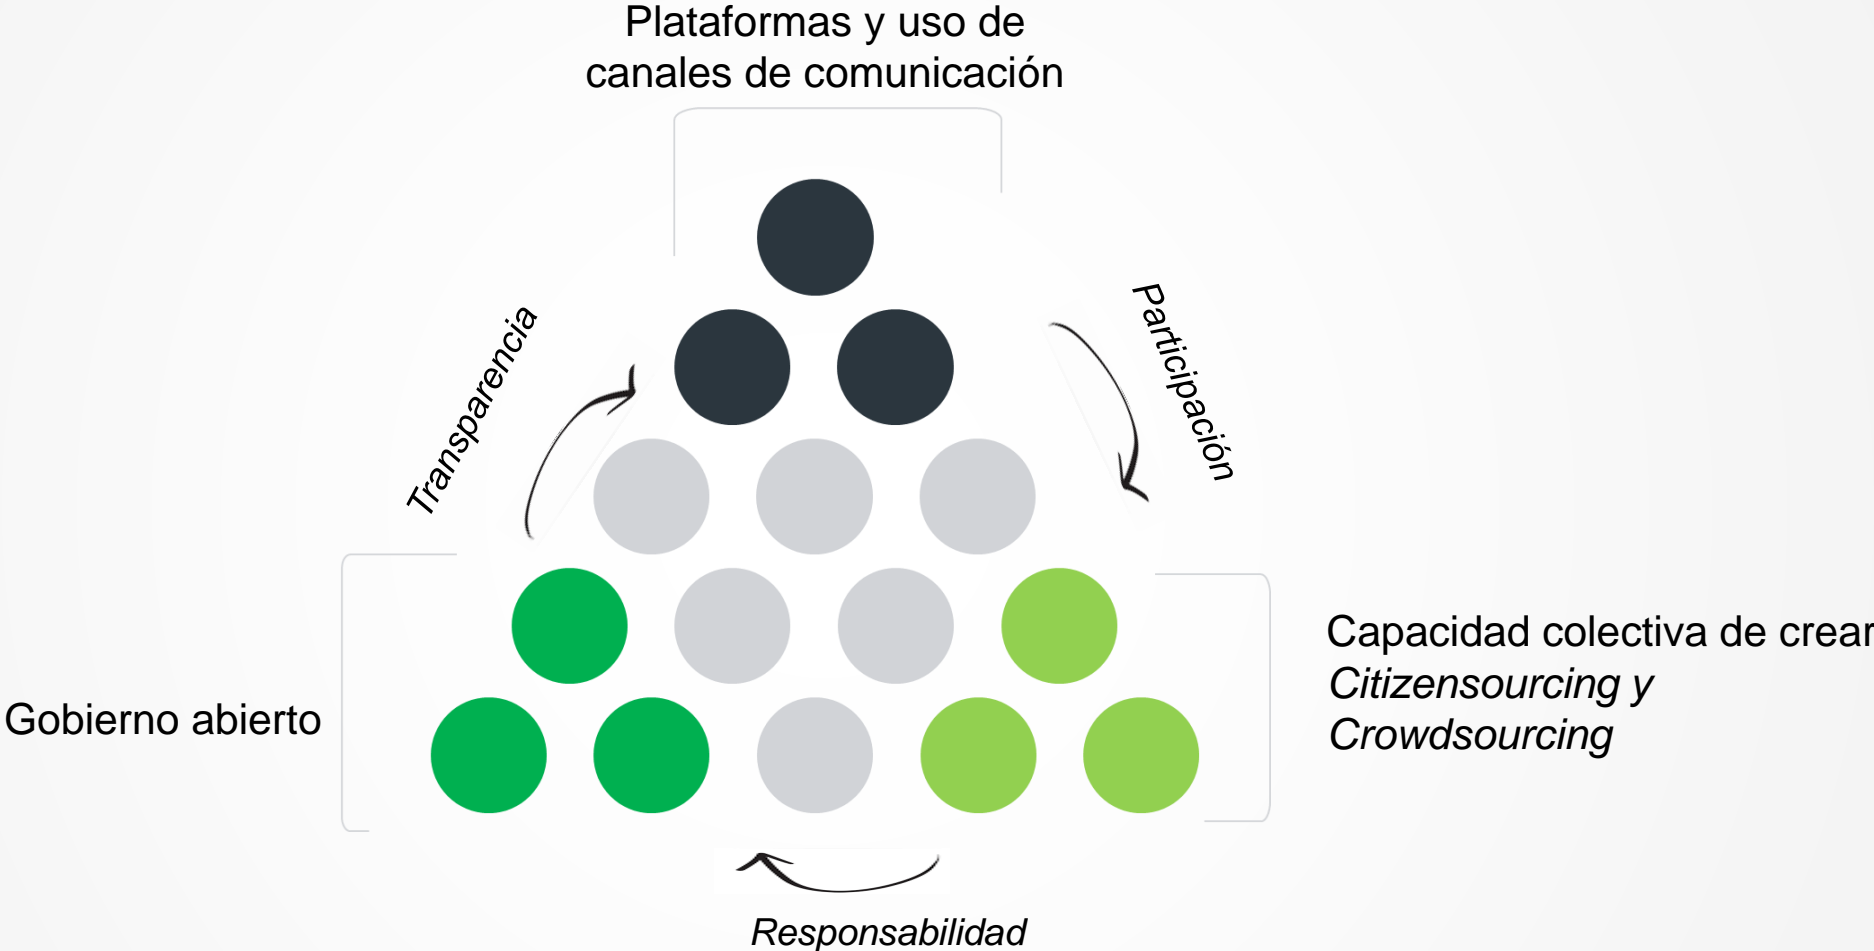 Plataformas y uso de
canales de comunicación
Transparencia
Participación
Gobierno abierto
Capacidad colectiva de crear
Citizensourcing y
Crowdsourcing
Responsabilidad